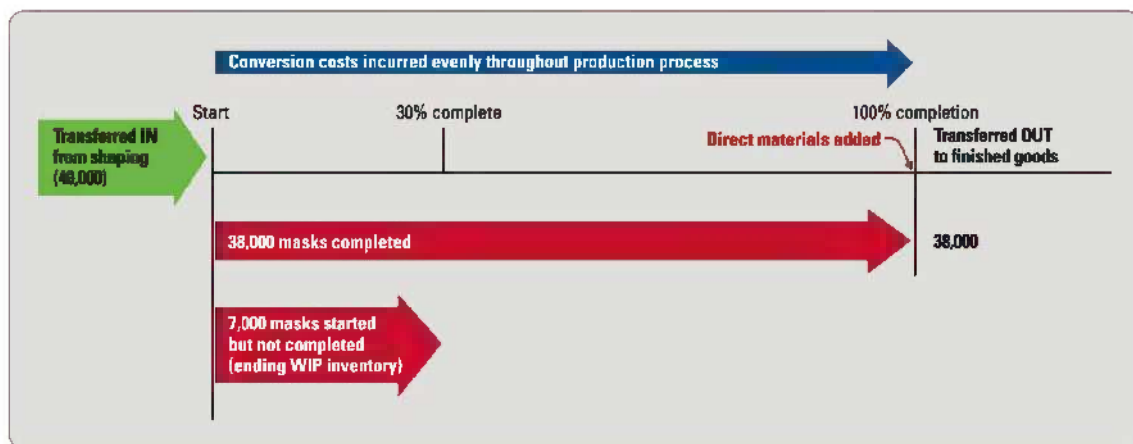 Conversion costs incurred evenly throughout production process
Start
30% complete
100% completion
Transferred IN
from shaping
Direct materials added
Transferred OUT
to finished goods
38,000 masks completed
38,000
7,000 masks started
but not completed
(ending WIP inventory)